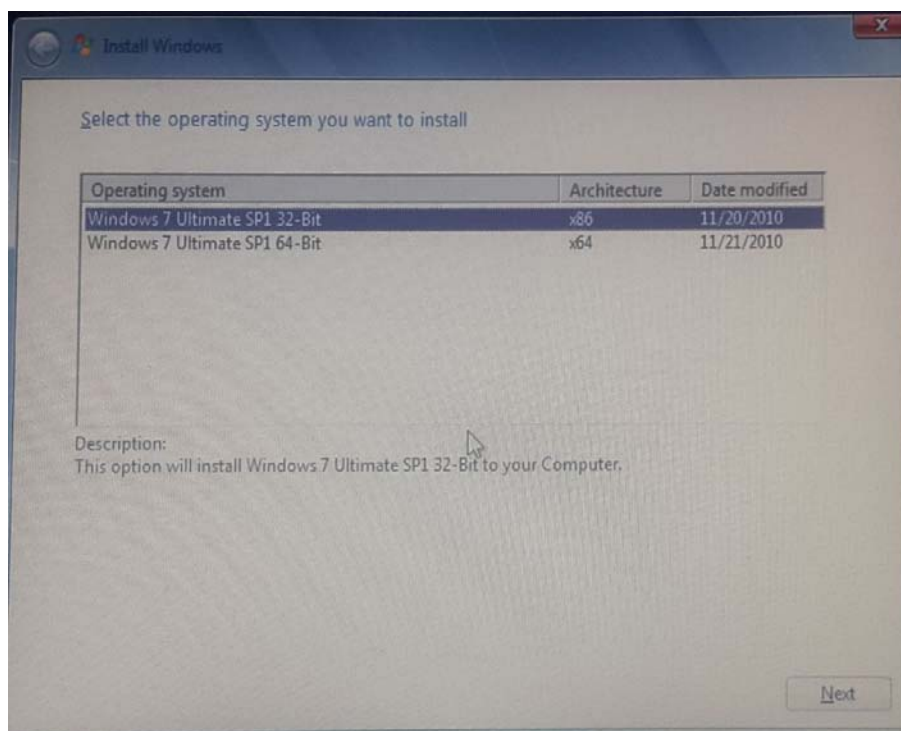 Install Windows
Select the operating system you want to install
Operating system Architecture Date modified
Windows 7 Ultimate SP1 32-Bit x86 11/20/2010
Windows 7 Ultimate SP1 64-Bit x64 11/21/2010
Description:
This option will install Windows 7 Ultimate SP1 32-Bit to your Computer.
Next